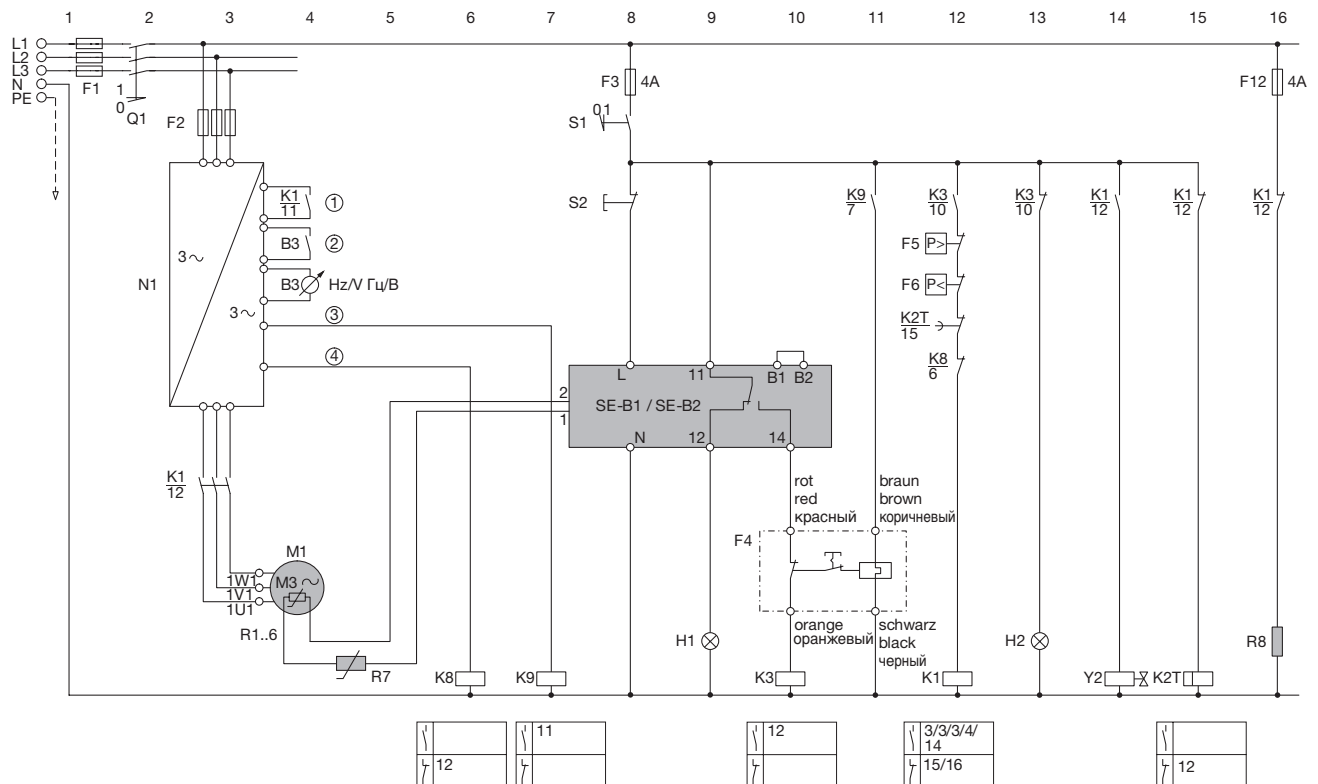 1 2 3 4 5 6 7 8 9 10 11 12 13 14 15 16
L1
L2
L3
N
PE
F1
1
0
Q1
F2
F3 4A
F12 4A
0 1
S1
S2
K1
11
①
B3
②
B3 Hz/V Гц/В
③
④
3~
N1
3~
K9
7
K3
10
K3
10
K1
12
K1
12
K1
12
F5 P>
F6 P<
K2T
15
K8
6
L 11 B1 B2
2
1
SE-B1 / SE-B2
N 12 14
K1
12
rot
red
красный
braun
brown
коричневый
F4
M1
M3 ~
1W1
1V1
1U1
R1..6
R7
orange
оранжевый
schwarz
black
черный
H1
H2
R8
K8
K9
K3
K1
Y2
K2T
12
11
12
3/3/3/4/
14
15/16
12